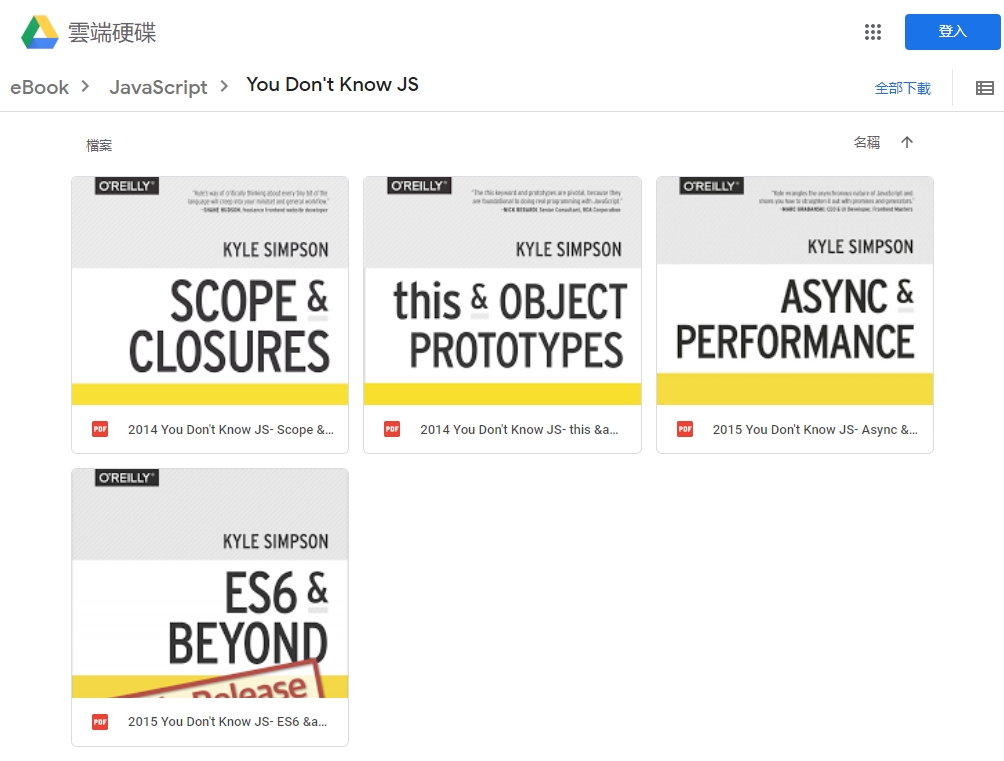 雲端硬碟
登入
eBook > JavaScript > You Don't Know JS
全部下載
檔案
名稱
O'REILLY®
"Kyle's way of critically thinking about every tiny bit of the
language will creep into your mindset and general workflow."
—SHANE HUDSON, Freelance frontend website developer
KYLE SIMPSON
SCOPE &
CLOSURES
PDF
2014 You Don't Know JS- Scope &...
O'REILLY®
"The this keyword and prototypes are pivotal, because they
are foundational to doing real programming with JavaScript."
—NICK BERARDI, Senior Consultant, RDA Corporation
KYLE SIMPSON
this & OBJECT
PROTOTYPES
PDF
2014 You Don't Know JS- this &a...
O'REILLY®
"Kyle wrangles the asynchronous nature of JavaScript and
shows you how to straighten it out with promises and generators."
—MARC GRABANSKI, CEO & UI Developer, Frontend Masters
KYLE SIMPSON
ASYNC &
PERFORMANCE
PDF
2015 You Don't Know JS- Async &...
O'REILLY®
KYLE SIMPSON
ES6 &
BEYOND
Release
PDF
2015 You Don't Know JS- ES6 &a...